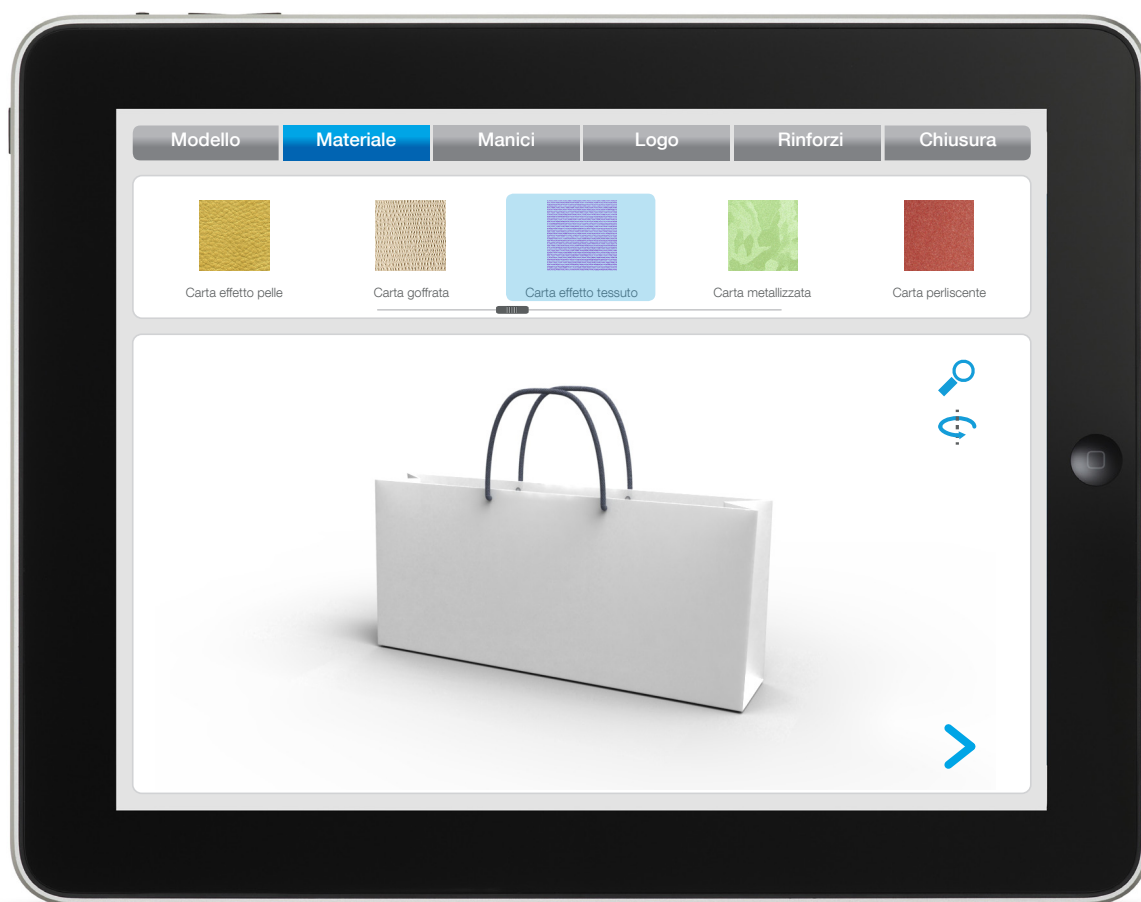 Modello Materiale Manici Logo Rinforzi Chiusura
Carta effetto pelle Carta goffrata Carta effetto tessuto Carta metallizzata Carta perliscente